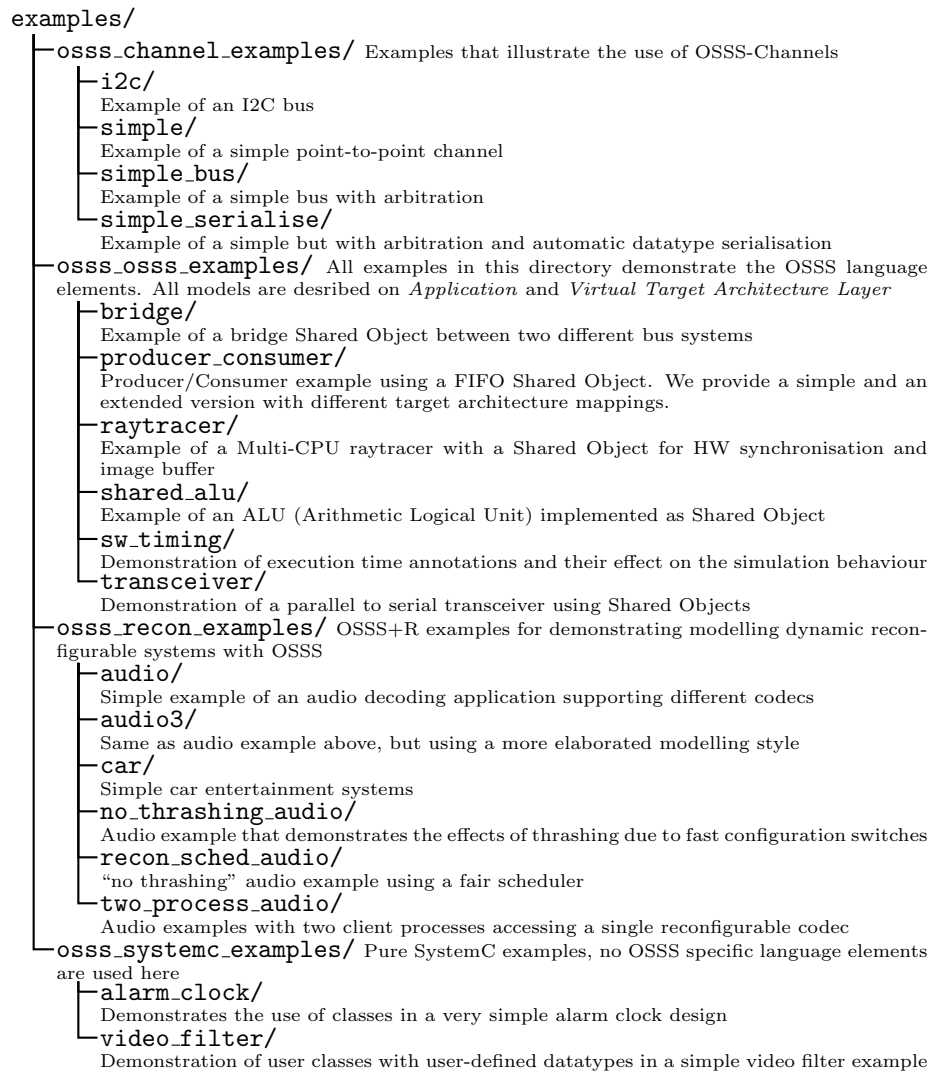 examples/
osss_channel_examples/ Examples that illustrate the use of OSSS-Channels
i2c/
Example of an I2C bus
simple/
Example of a simple point-to-point channel
simple_bus/
Example of a simple bus with arbitration
simple_serialise/
Example of a simple but with arbitration and automatic datatype serialisation
osss_osss_examples/ All examples in this directory demonstrate the OSSS language
elements. All models are desribed on Application and Virtual Target Architecture Layer
bridge/
Example of a bridge Shared Object between two different bus systems
producer_consumer/
Producer/Consumer example using a FIFO Shared Object. We provide a simple and an
extended version with different target architecture mappings.
raytracer/
Example of a Multi-CPU raytracer with a Shared Object for HW synchronisation and
image buffer
shared_alu/
Example of an ALU (Arithmetic Logical Unit) implemented as Shared Object
sw_timing/
Demonstration of execution time annotations and their effect on the simulation behaviour
transceiver/
Demonstration of a parallel to serial transceiver using Shared Objects
osss_recon_examples/ OSSS+R examples for demonstrating modelling dynamic recon-
figurable systems with OSSS
audio/
Simple example of an audio decoding application supporting different codecs
audio3/
Same as audio example above, but using a more elaborated modelling style
car/
Simple car entertainment systems
no_thrashing_audio/
Audio example that demonstrates the effects of thrashing due to fast configuration switches
recon_sched_audio/
“no thrashing” audio example using a fair scheduler
two_process_audio/
Audio examples with two client processes accessing a single reconfigurable codec
osss_systemc_examples/ Pure SystemC examples, no OSSS specific language elements
are used here
alarm_clock/
Demonstrates the use of classes in a very simple alarm clock design
video_filter/
Demonstration of user classes with user-defined datatypes in a simple video filter example